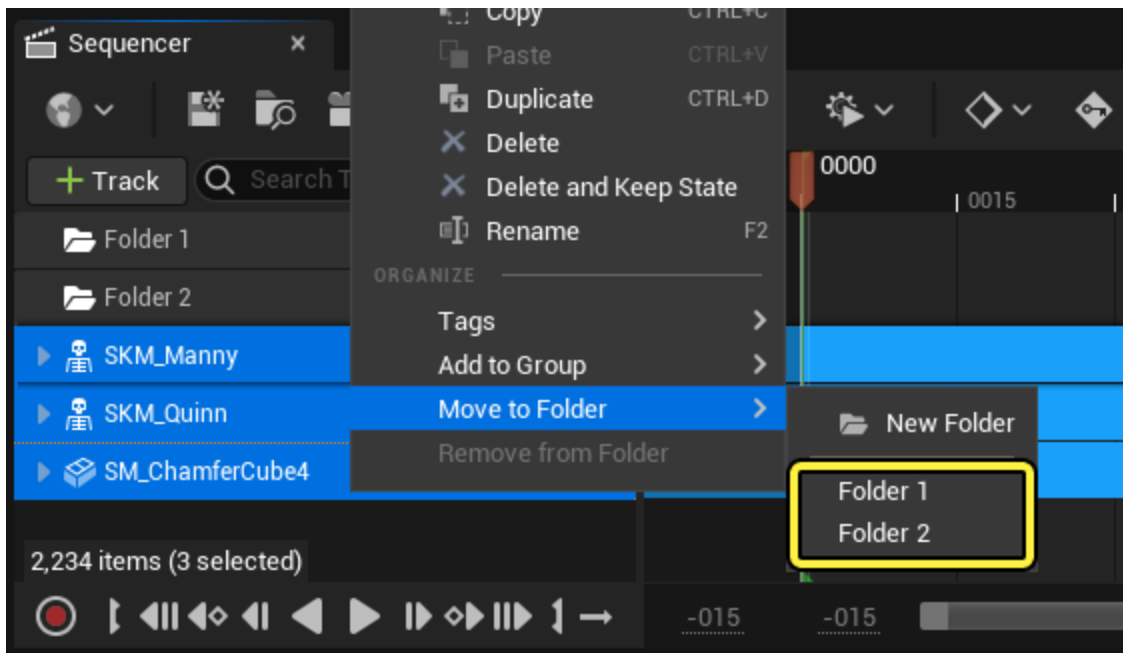 Sequencer
Copy CTRL+C
Paste CTRL+V
Duplicate CTRL+D
Delete
Delete and Keep State
Rename F2
ORGANIZE
Tags
Add to Group
Move to Folder
Remove from Folder
New Folder
Folder 1
Folder 2
Track
Search T
Folder 1
Folder 2
SKM_Manny
SKM_Quinn
SM_ChamferCube4
2,234 items (3 selected)
0000
0015
-015
-015